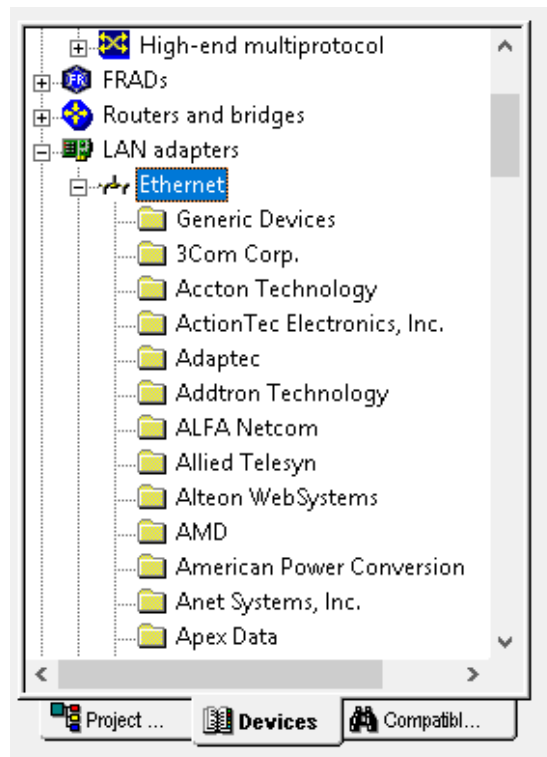 High-end multiprotocol
FR FRADs
Routers and bridges
LAN adapters
Ethernet
Generic Devices
3Com Corp.
Accton Technology
ActionTec Electronics, Inc.
Adaptec
Addtron Technology
ALFA Netcom
Allied Telesyn
Alteon WebSystems
AMD
American Power Conversion
Anet Systems, Inc.
Apex Data
Project ... Devices Compatibl...